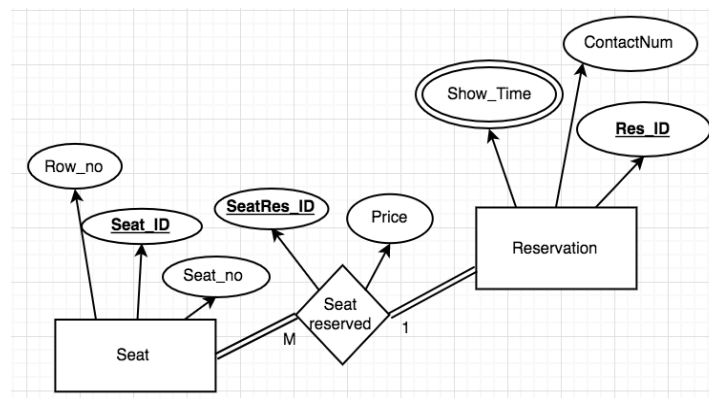 ContactNum
Show_Time
Res_ID
Row_no
SeatRes_ID
Price
Seat_ID
Reservation
Seat_no
Seat
reserved
M
1
Seat